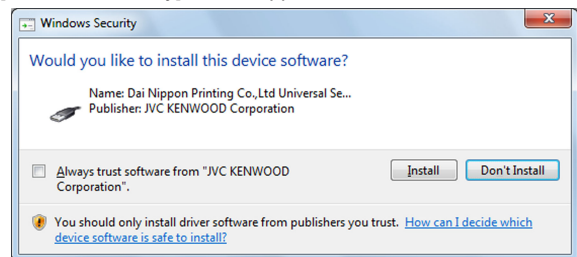 Windows Security
Would you like to install this device software?
Name: Dai Nippon Printing Co.,Ltd Universal Se...
Publisher: JVC KENWOOD Corporation
Always trust software from "JVC KENWOOD
Corporation".
Install
Don't Install
You should only install driver software from publishers you trust. How can I decide which
device software is safe to install?